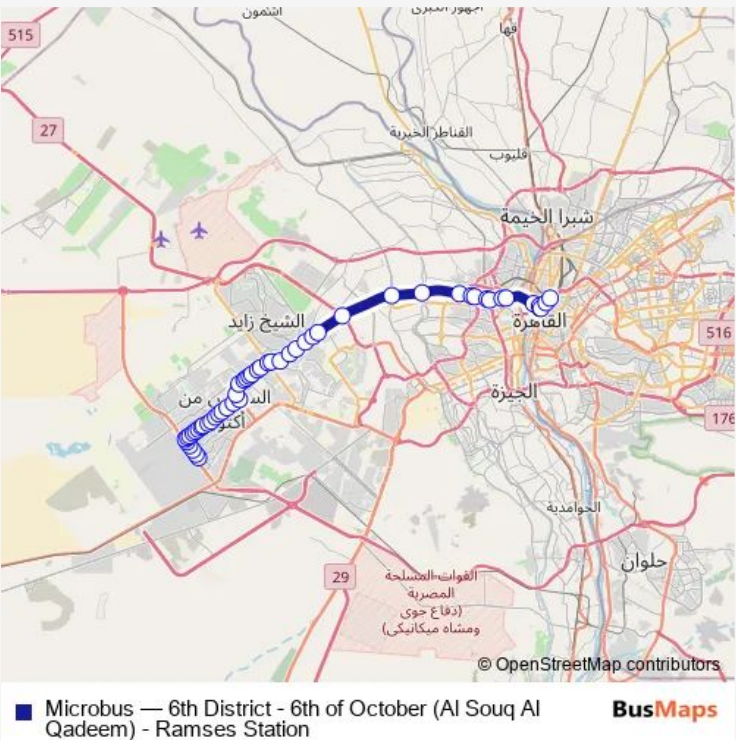 اشمون
515
قها
27
القناطر الخيرية
قليوب
شبرا الخيمة
الشيخ زايد
القاهرة
516
من
الجيزة
176
الحوامدية
حلوان
29
القوات المسلحة
المصرية
(دفاع جوى
ومشاه ميكانيكى)
© OpenStreetMap contributors
Microbus — 6th District - 6th of October (Al Souq Al
Qadeem) - Ramses Station
BusMaps